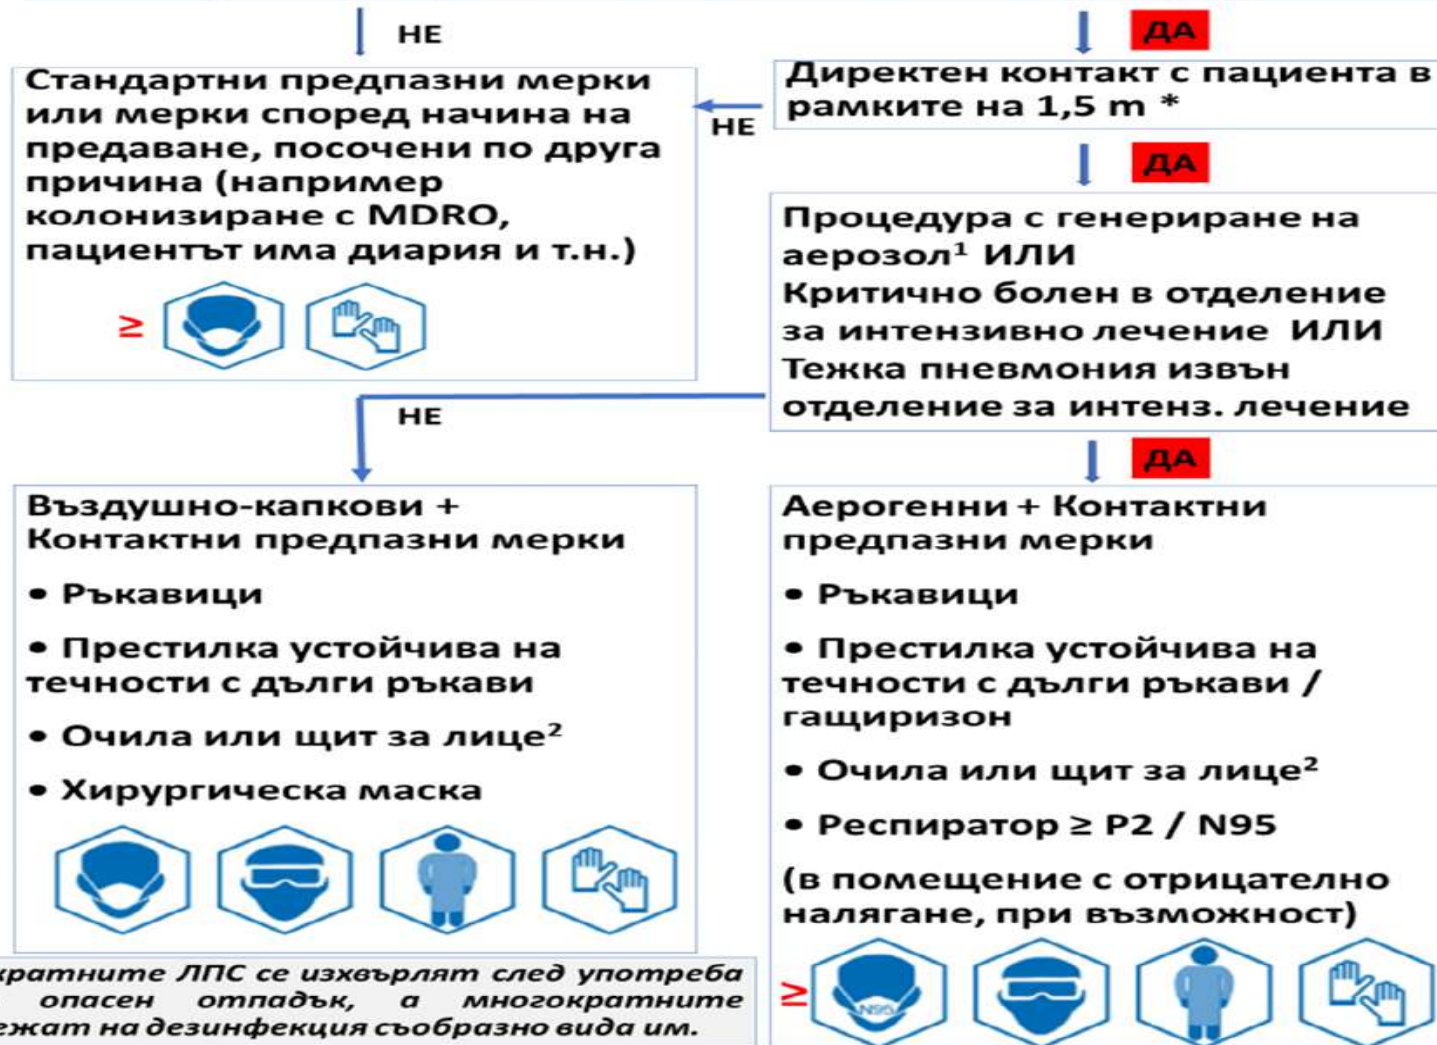 НЕ
ДА
Стандартни предпазни мерки
или мерки според начина на
предаване, посочени по друга
причина (например
колонизиране с MDRO,
пациентът има диария и т.н.)
≥
НЕ
Директен контакт с пациента в
рамките на 1,5 m *
ДА
Процедура с генериране на
аерозол¹ ИЛИ
Критично болен в отделение
за интензивно лечение ИЛИ
Тежка пневмония извън
отделение за интенз. лечение
НЕ
ДА
Въздушно-капкови +
Контактни предпазни мерки
• Ръкавици
• Престилка устойчива на
течности с дълги ръкави
• Очила или щит за лице²
• Хирургическа маска
Аерогенни + Контактни
предпазни мерки
• Ръкавици
• Престилка устойчива на
течности с дълги ръкави /
гащиризон
• Очила или щит за лице²
• Респиратор ≥ P2 / N95
(в помещение с отрицателно
налягане, при възможност)
≥
N95
кратните ЛПС се изхвърлят след употреба
опасен отпадък, а многократните
ежат на дезинфекция съобразно вида им.